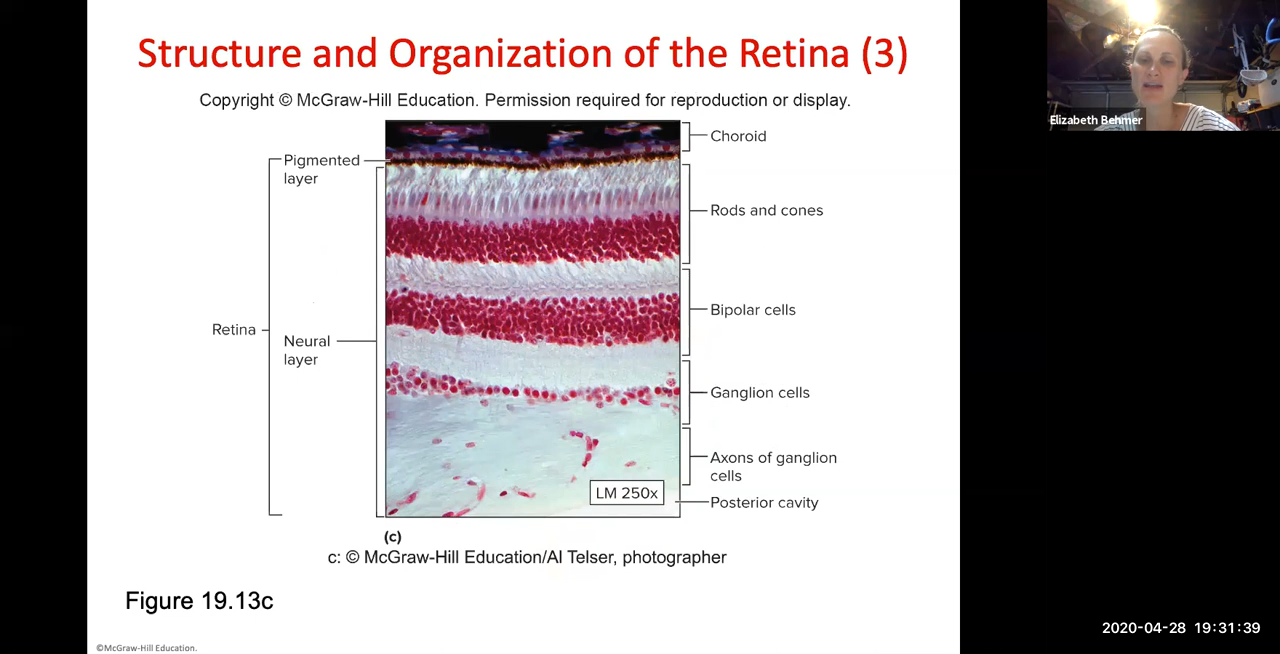 Structure and Organization of the Retina (3)
Copyright © McGraw-Hill Education. Permission required for reproduction or display.
Elizabeth Behmer
Choroid
Pigmented
layer
Rods and cones
Bipolar cells
Retina
Neural
layer
Ganglion cells
Axons of ganglion
cells
LM 250x
Posterior cavity
(c)
c: © McGraw-Hill Education/Al Telser, photographer
Figure 19.13c
2020-04-28 19:31:39
©McGraw-Hill Education.